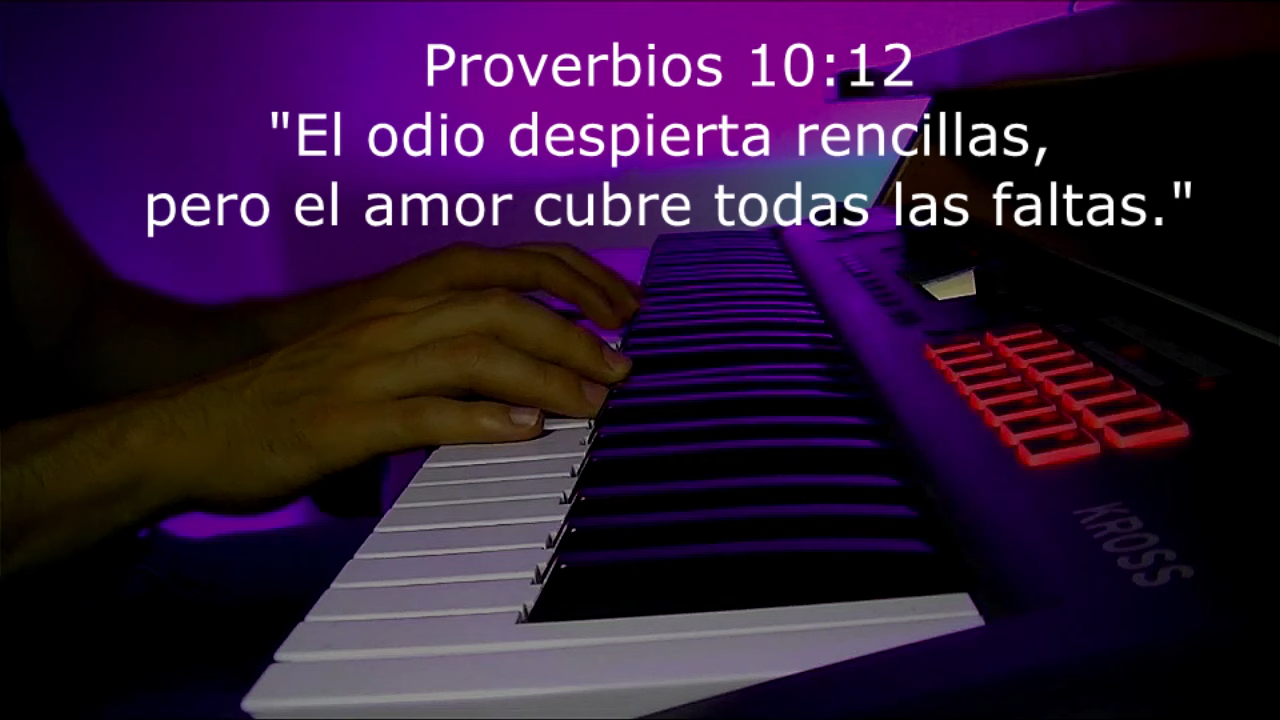 Proverbios 10:12
"El odio despierta rencillas,
pero el amor cubre todas las faltas."
KROSS